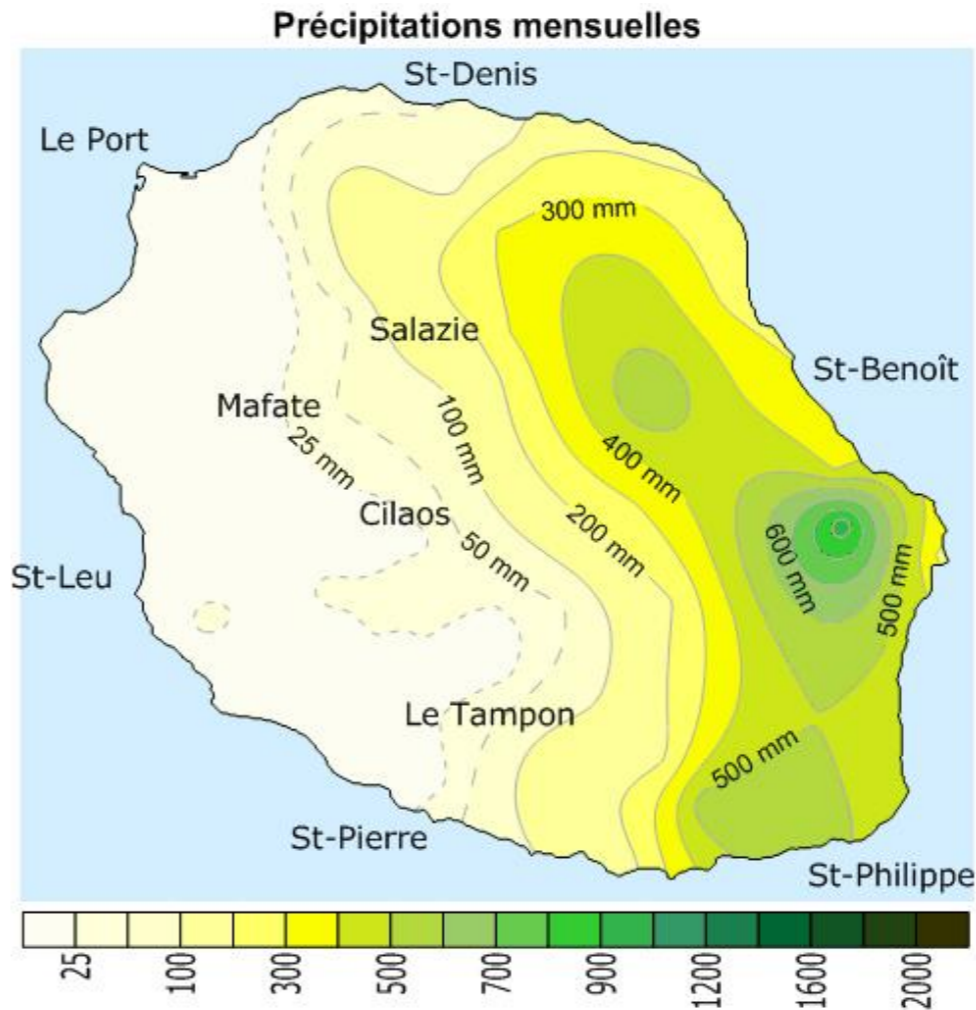 Précipitations mensuelles
St-Denis
Le Port
300 mm
Salazie
St-Benoît
Mafate
100 mm
25 mm
400 mm
Cilaos
200 mm
50 mm
600 mm
500 mm
St-Leu
Le Tampon
500 mm
St-Pierre
St-Philippe
25
100
300
500
700
900
1200
1600
2000